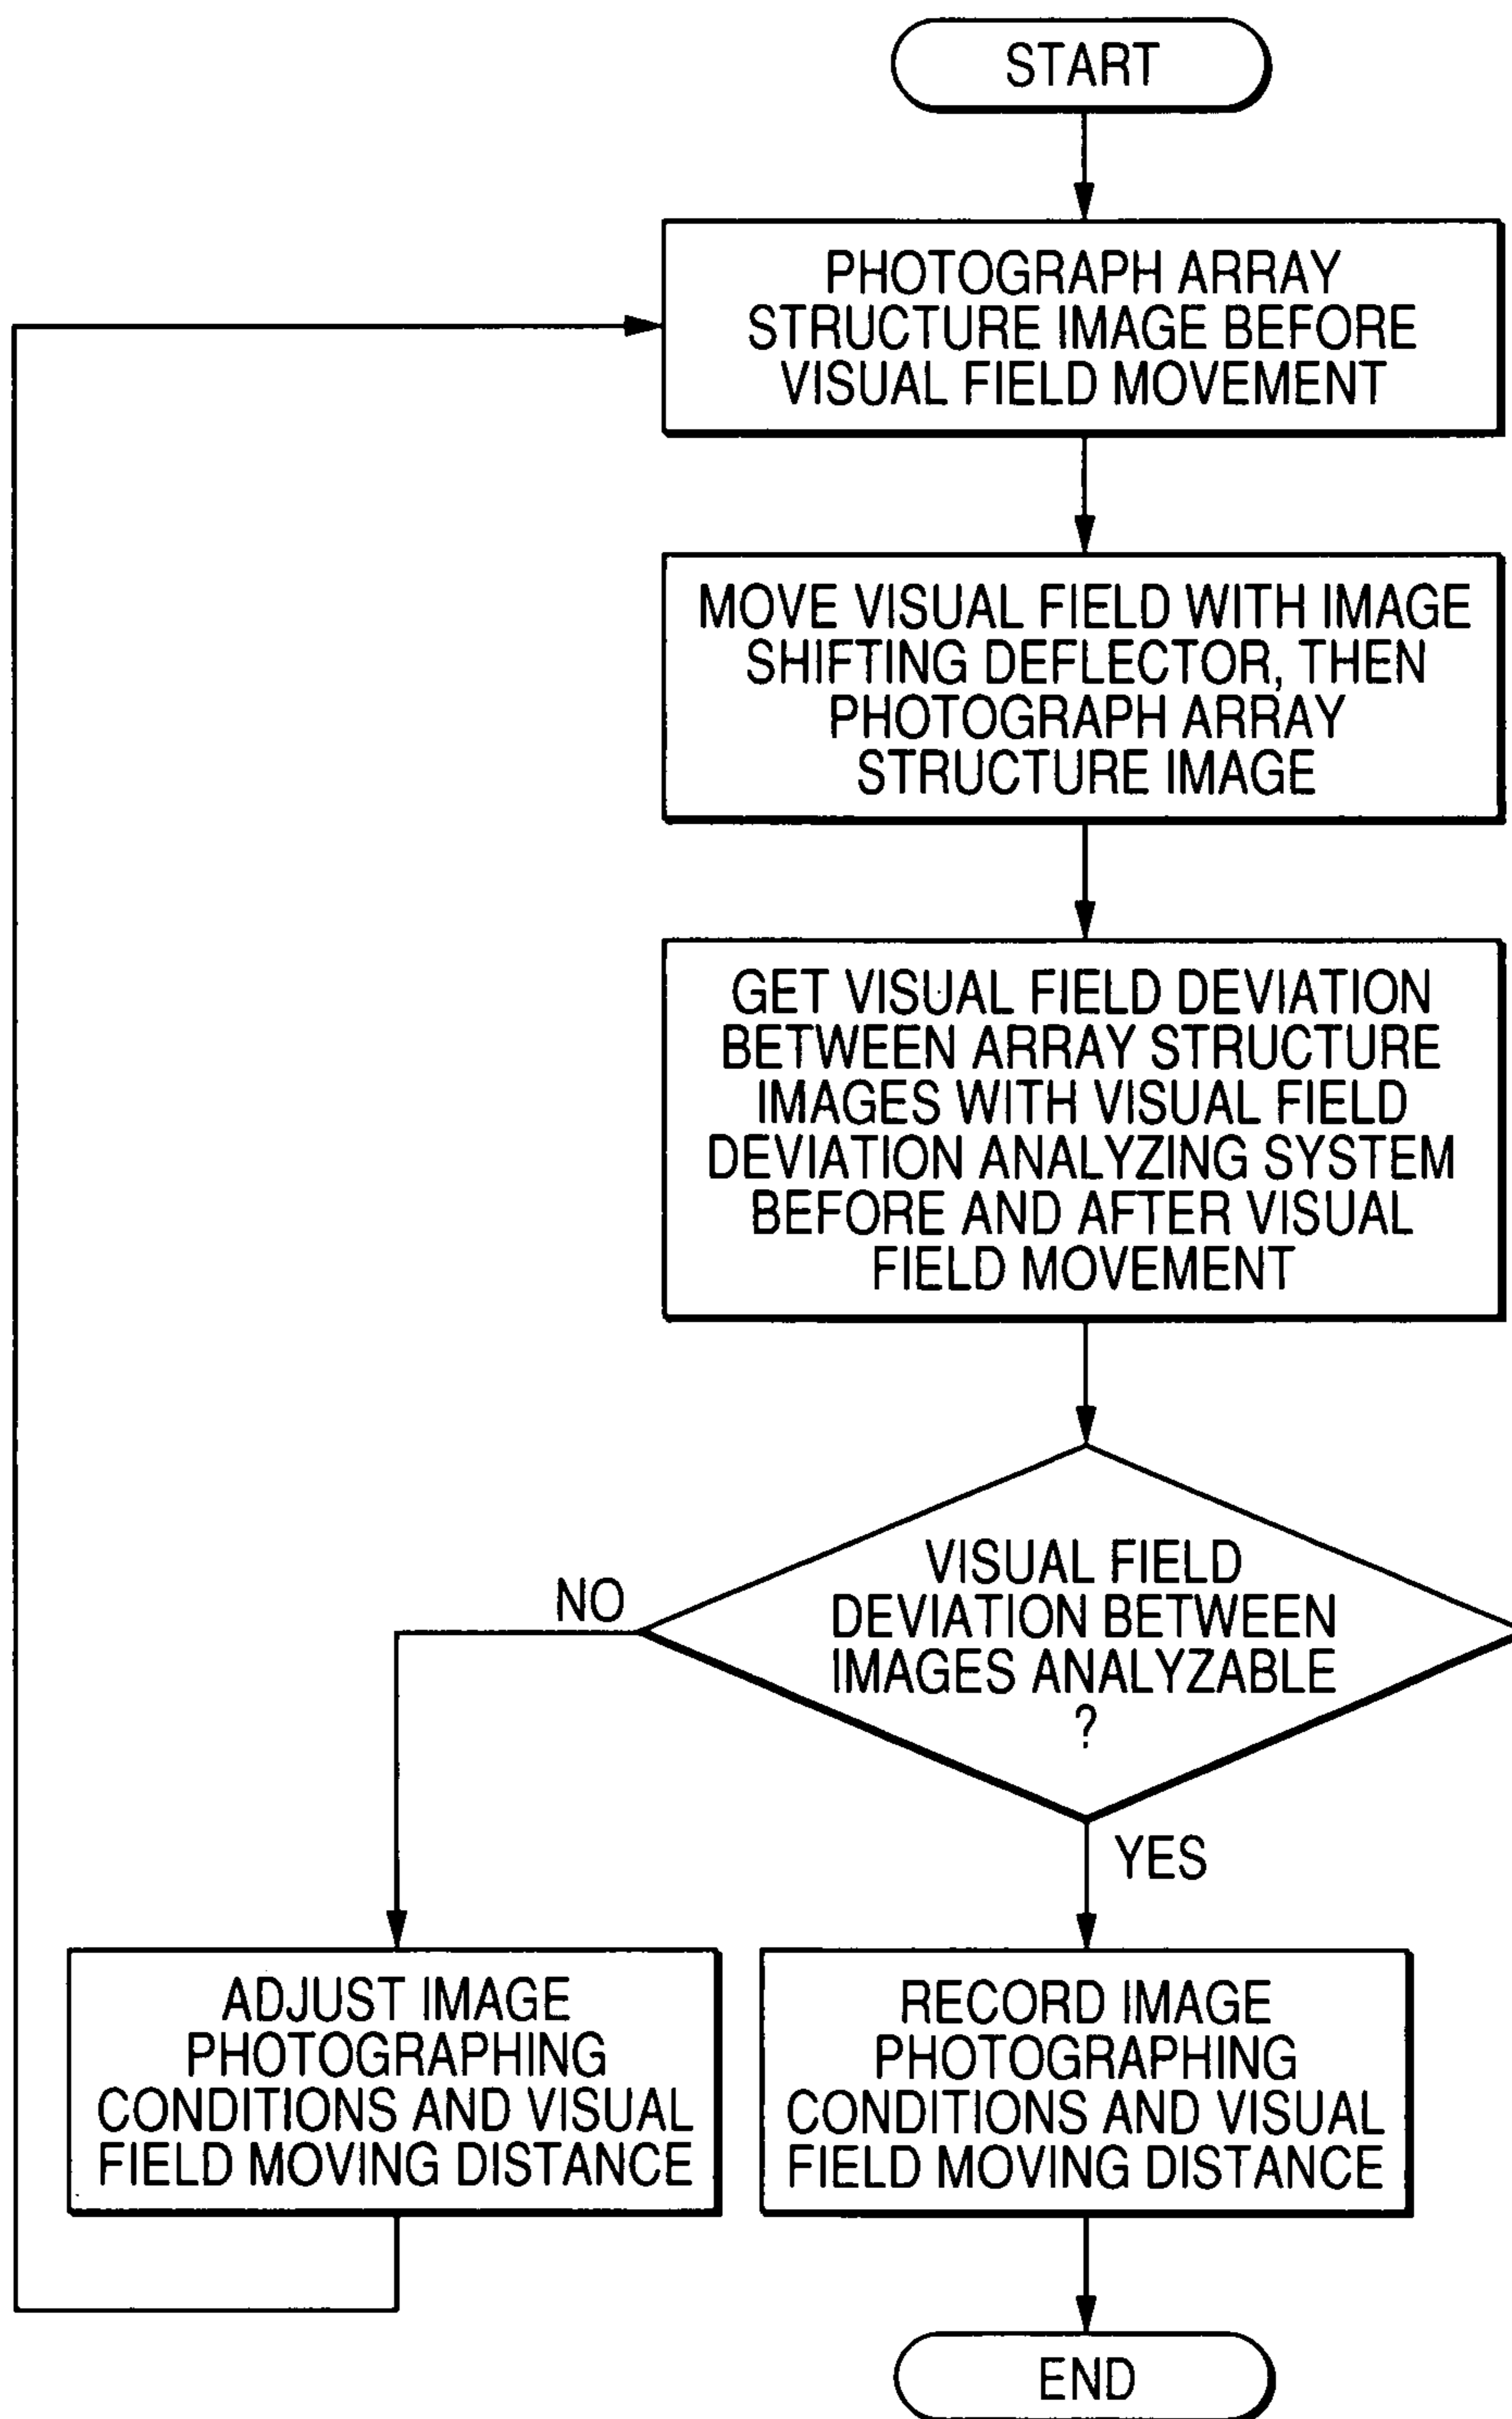 START
PHOTOGRAPH ARRAY
STRUCTURE IMAGE BEFORE
VISUAL FIELD MOVEMENT
MOVE VISUAL FIELD WITH IMAGE
SHIFTING DEFLECTOR, THEN
PHOTOGRAPH ARRAY
STRUCTURE IMAGE
GET VISUAL FIELD DEVIATION
BETWEEN ARRAY STRUCTURE
IMAGES WITH VISUAL FIELD
DEVIATION ANALYZING SYSTEM
BEFORE AND AFTER VISUAL
FIELD MOVEMENT
VISUAL FIELD
DEVIATION BETWEEN
IMAGES ANALYZABLE
?
NO
YES
ADJUST IMAGE
PHOTOGRAPHING
CONDITIONS AND VISUAL
FIELD MOVING DISTANCE
RECORD IMAGE
PHOTOGRAPHING
CONDITIONS AND VISUAL
FIELD MOVING DISTANCE
END